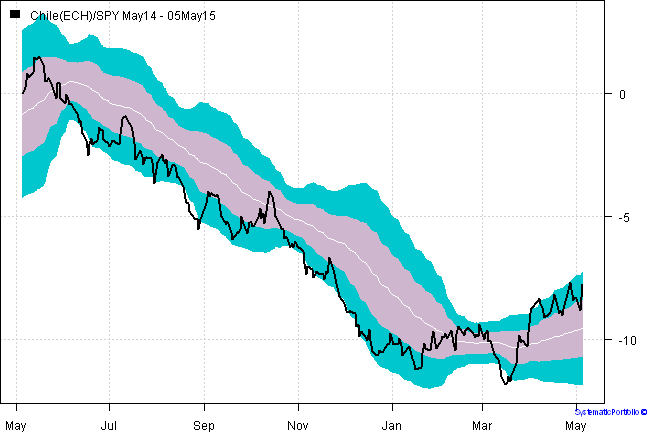 Chile(ECH)/SPY May14 - 05May15
0
-5
-10
SystematicPortfolio ©
May Jul Sep Nov Jan Mar May